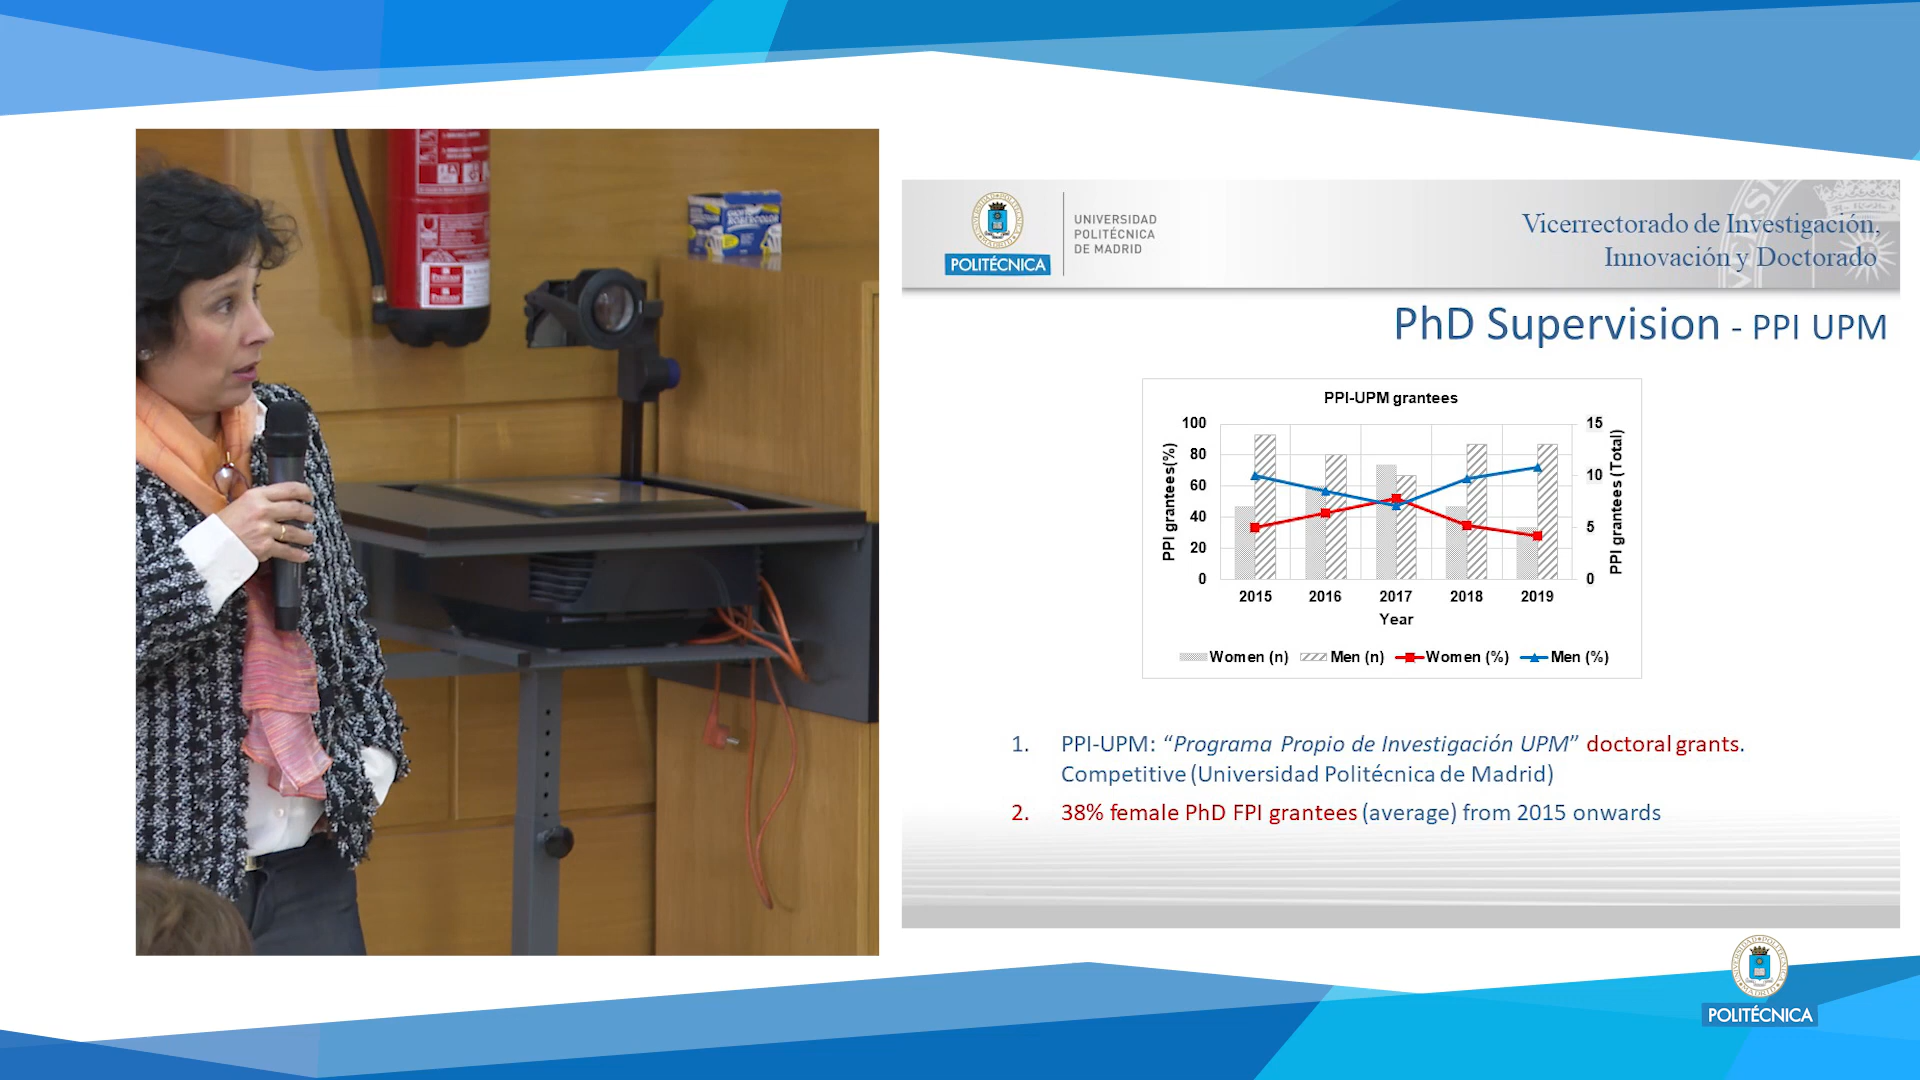 UNIVERSIDAD
POLITÉCNICA
DE MADRID
POLITÉCNICA
Vicerrectorado de Investigación,
Innovación y Doctorado
PhD Supervision - PPI UPM
PPI-UPM grantees
100
80
60
40
20
0
PPI grantees(%)
15
10
5
0
PPI grantees (Total)
2015 2016 2017 2018 2019
Year
Women (n) Men (n) Women (%) Men (%)
1. PPI-UPM: “Programa Propio de Investigación UPM” doctoral grants.
Competitive (Universidad Politécnica de Madrid)
2. 38% female PhD FPI grantees (average) from 2015 onwards
POLITÉCNICA